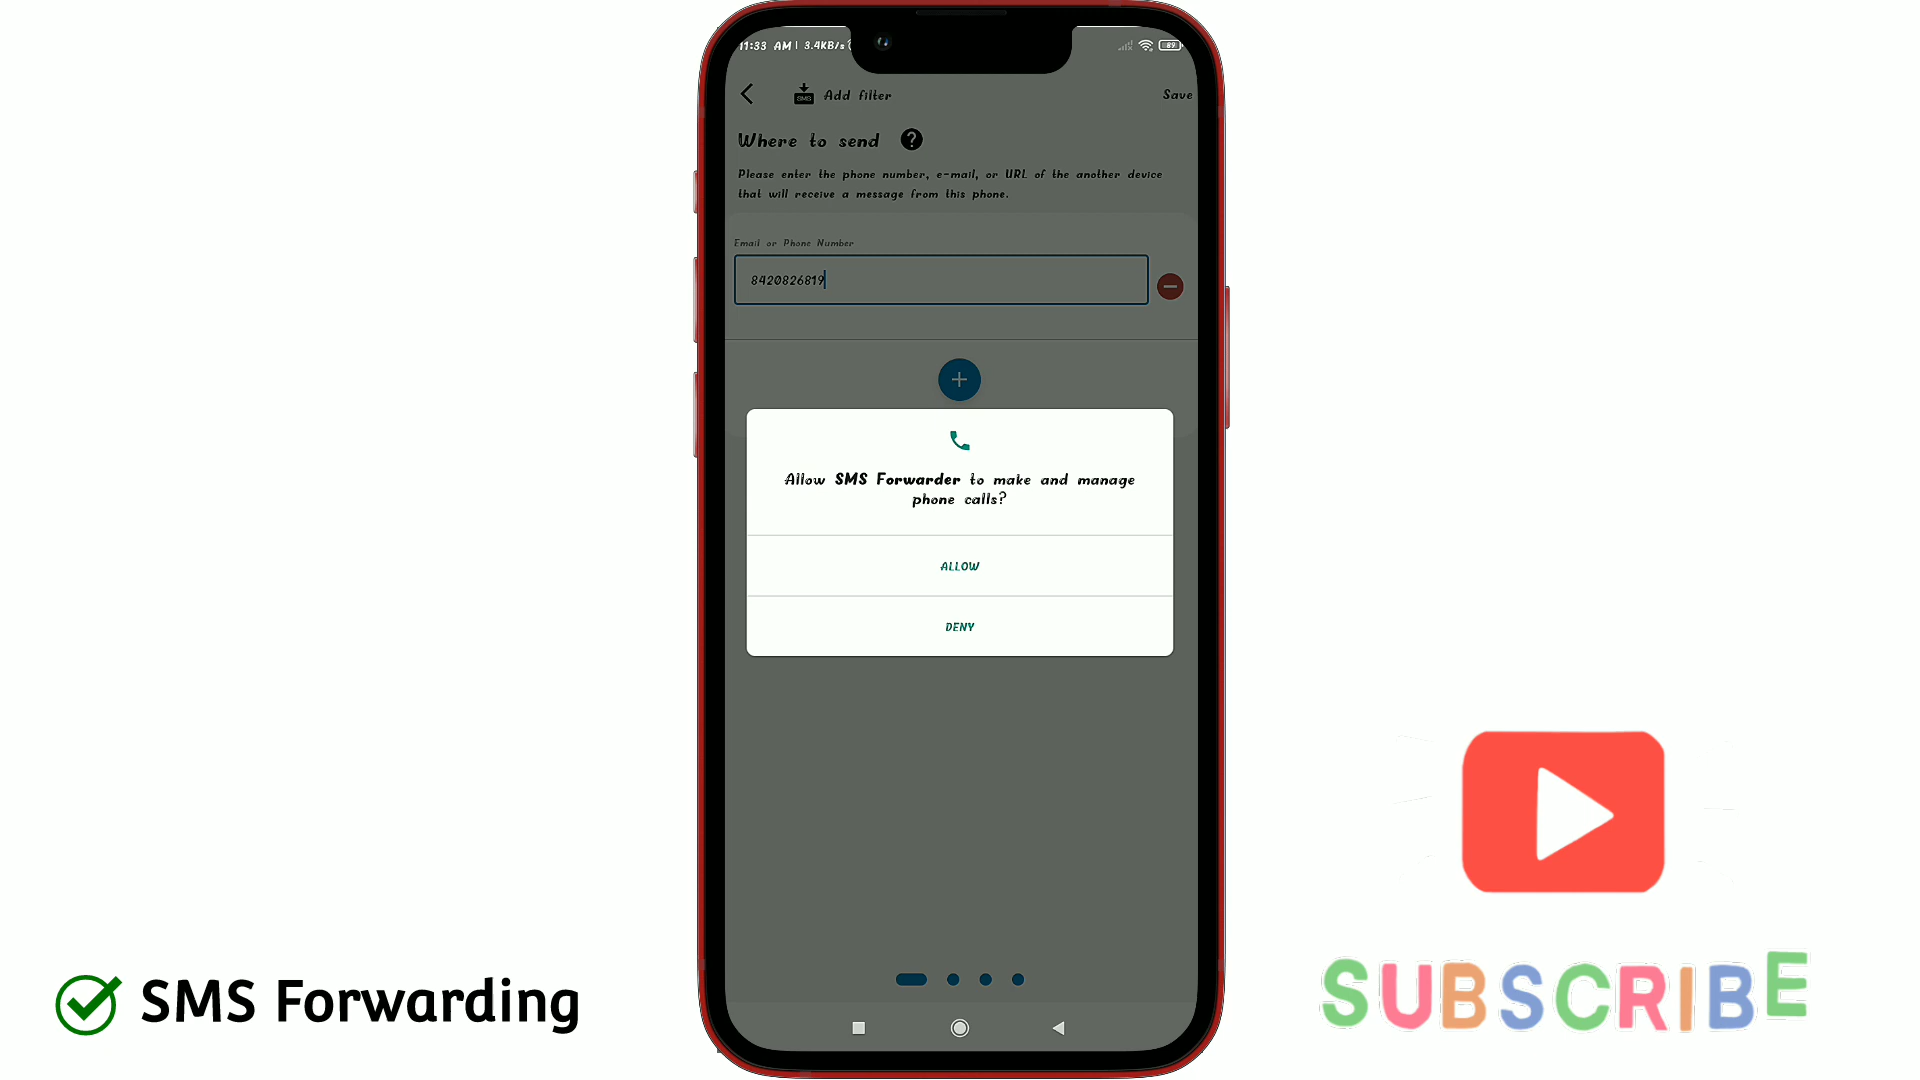 11:33 AM | 3.4KB/s
89
Add filter
Save
SMS
Where to send ?
Please enter the phone number, e-mail, or URL of the another device
that will receive a message from this phone.
Email or Phone Number
8420826819
Allow SMS Forwarder to make and manage
phone calls?
ALLOW
DENY
SMS Forwarding
SUBSCRIBE